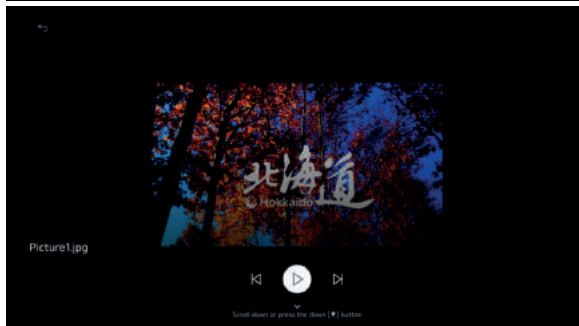 北海道
Hokkaido
Picture1.jpg
Scroll down or press the down [▼] button